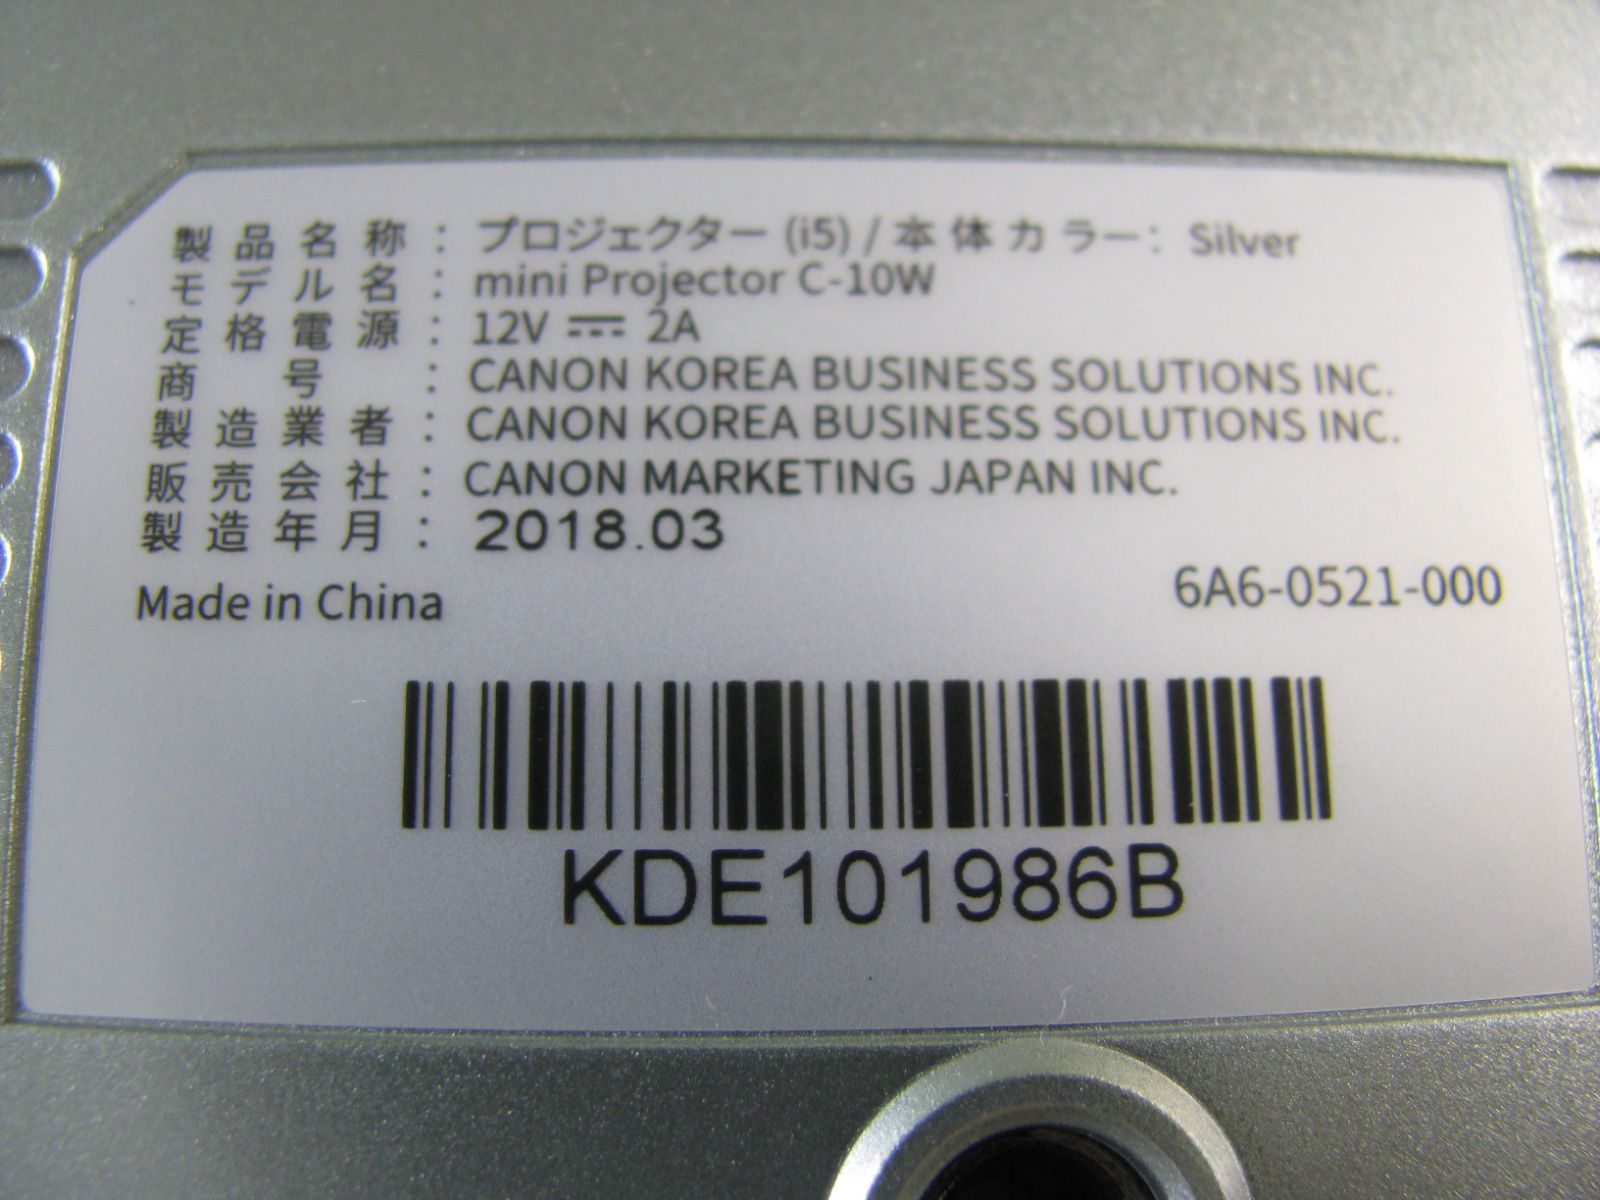 製品名称：プロジェクター (i5) / 本体カラー：Silver
モデル名：mini Projector C-10W
定格電源：12V ⎓ 2A
商号：CANON KOREA BUSINESS SOLUTIONS INC.
製造業者：CANON KOREA BUSINESS SOLUTIONS INC.
販売会社：CANON MARKETING JAPAN INC.
製造年月：2018.03
Made in China
6A6-0521-000
KDE101986B